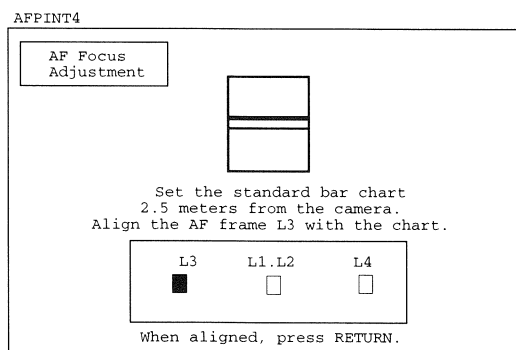 AFPINT4
AF Focus
Adjustment
Set the standard bar chart
2.5 meters from the camera.
Align the AF frame L3 with the chart.
L3 L1.L2 L4
When aligned, press RETURN.